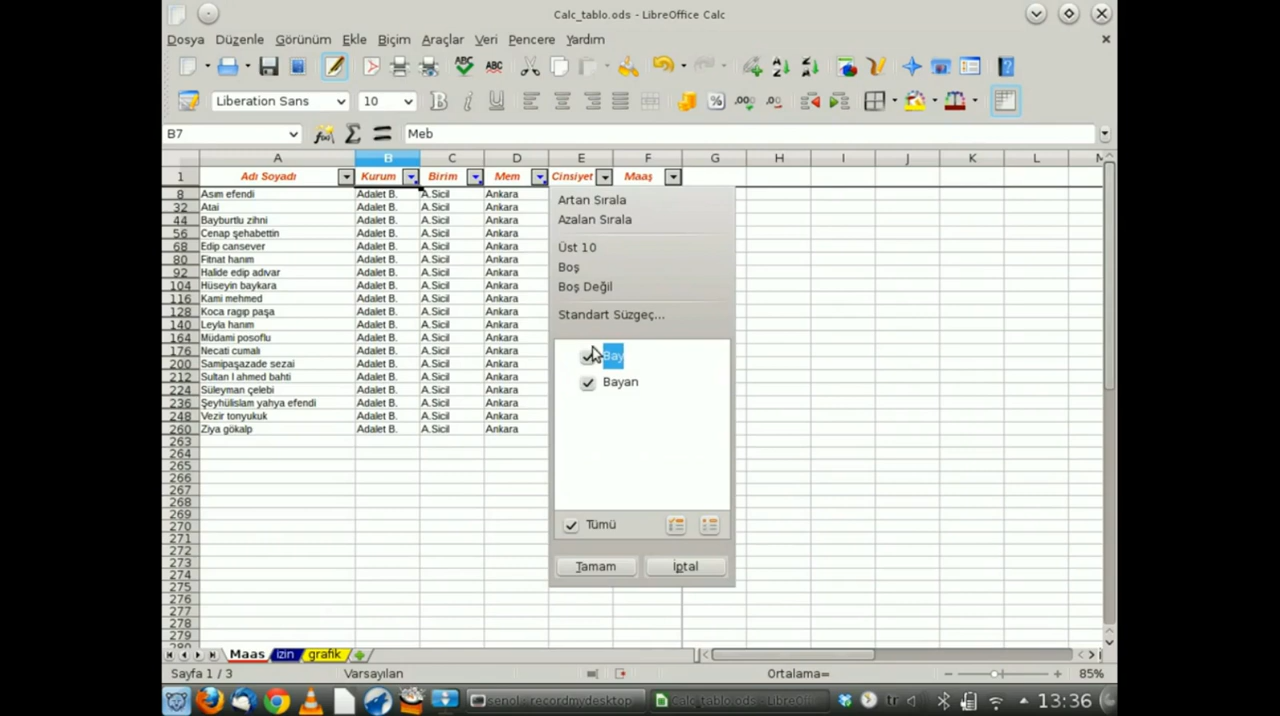 Calc_tablo.ods - LibreOffice Calc
Dosya Düzenle Görünüm Ekle Biçim Araçlar Veri Pencere Yardım
Liberation Sans 10
B7 Meb
A B C D E F G H I J K L M
1 Adı Soyadı Kurum Birim Mem Cinsiyet Maaş
8 Asım efendi Adalet B. A.Sicil Ankara
32 Atai Adalet B. A.Sicil Ankara
44 Bayburtlu zihni Adalet B. A.Sicil Ankara
56 Cenap şehabettin Adalet B. A.Sicil Ankara
68 Edip cansever Adalet B. A.Sicil Ankara
80 Fitnat hanım Adalet B. A.Sicil Ankara
92 Halide edip adıvar Adalet B. A.Sicil Ankara
104 Hüseyin baykara Adalet B. A.Sicil Ankara
116 Kami mehmed Adalet B. A.Sicil Ankara
128 Koca ragıp paşa Adalet B. A.Sicil Ankara
140 Leyla hanım Adalet B. A.Sicil Ankara
164 Müdami posoflu Adalet B. A.Sicil Ankara
176 Necati cumalı Adalet B. A.Sicil Ankara
200 Samipaşazade sezai Adalet B. A.Sicil Ankara
212 Sultan I ahmed bahti Adalet B. A.Sicil Ankara
224 Süleyman çelebi Adalet B. A.Sicil Ankara
236 Şeyhülislam yahya efendi Adalet B. A.Sicil Ankara
248 Vezir tonyukuk Adalet B. A.Sicil Ankara
260 Ziya gökalp Adalet B. A.Sicil Ankara
263
264
265
266
267
268
269
270
271
272
273
274
275
276
277
278
279
280
Artan Sırala
Azalan Sırala
Üst 10
Boş
Boş Değil
Standart Süzgeç...
Bay
Bayan
Tümü
Tamam İptal
Maas izin grafik
Sayfa 1 / 3 Varsayılan Ortalama= 85%
senol : recordmydesktop Calc_tablo.ods - LibreOffi tr 13:36